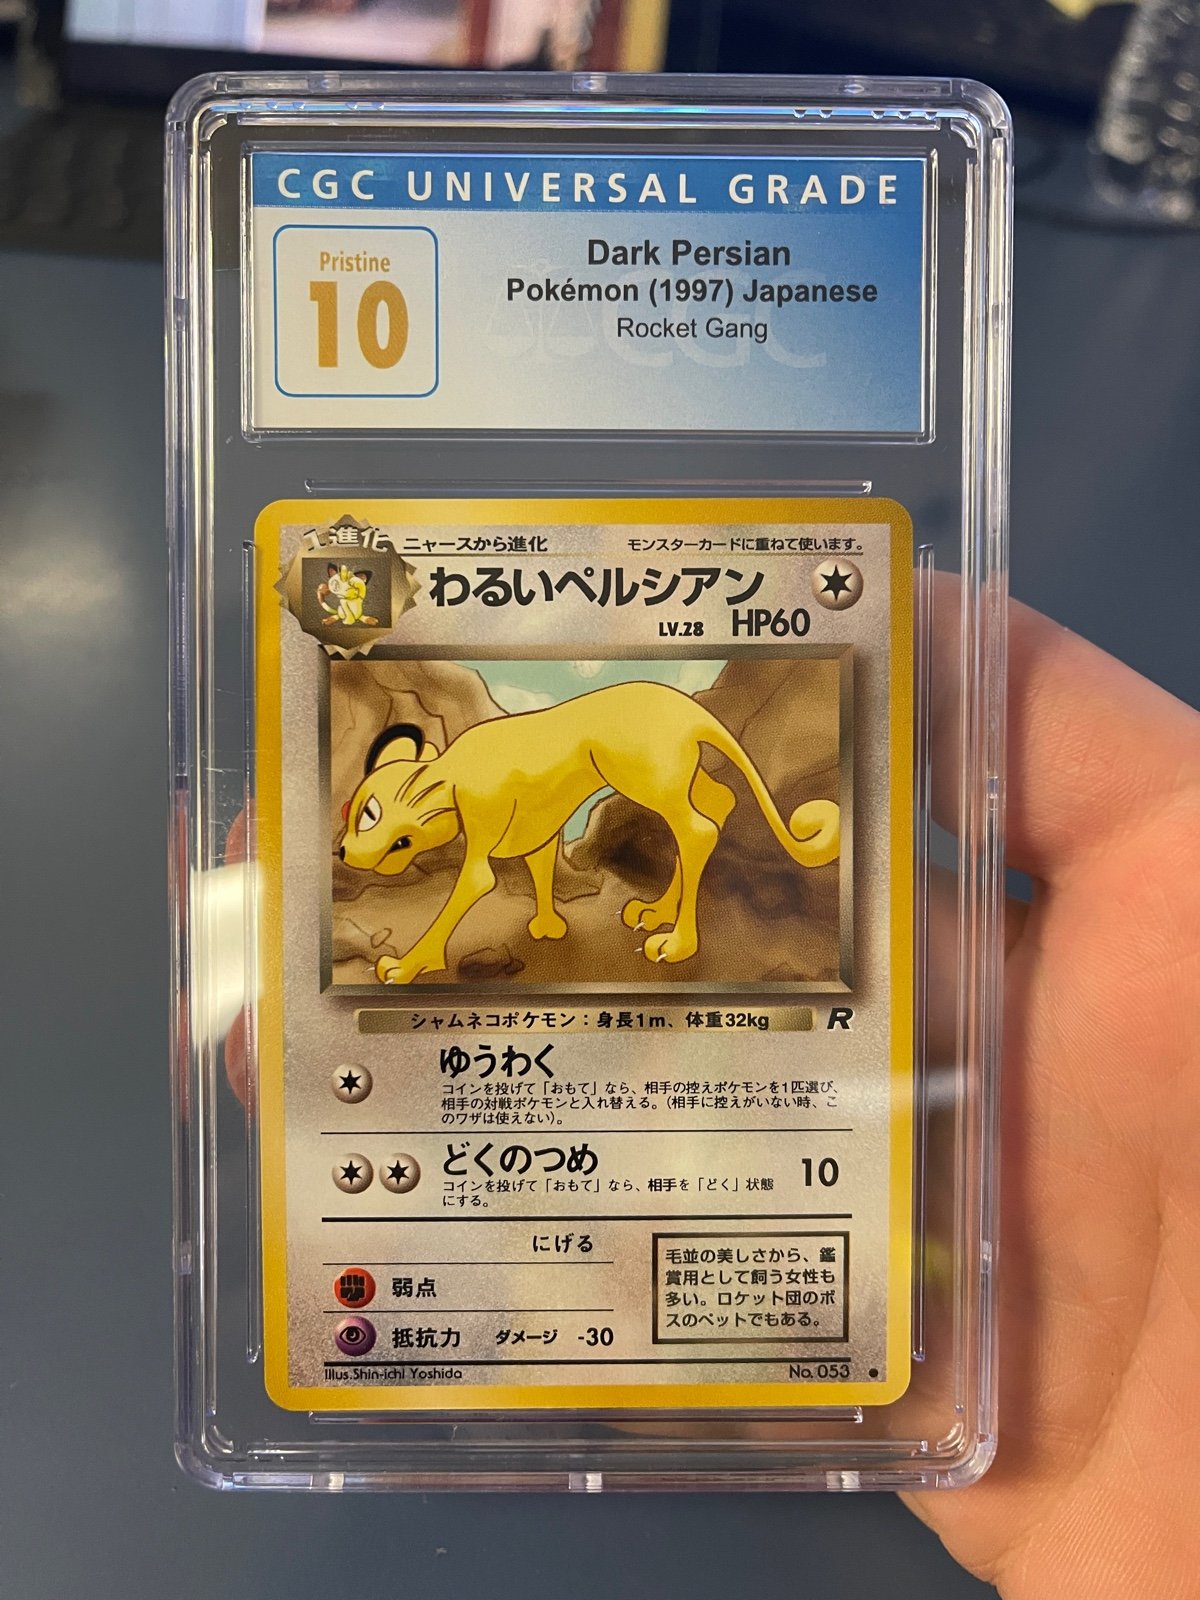 CGC UNIVERSAL GRADE
Pristine
10
Dark Persian
Pokémon (1997) Japanese
Rocket Gang
1進化
ニャースから進化
モンスターカードに重ねて使います。
わるいペルシアン
LV.28 HP60
シャムネコポケモン：身長1m、体重32kg
R
ゆうわく
コインを投げて「おもて」なら、相手の控えポケモンを1匹選び、
相手の対戦ポケモンと入れ替える。（相手に控えがいない時、こ
のワザは使えない）。
どくのつめ
10
コインを投げて「おもて」なら、相手を「どく」状態
にする。
にげる
弱点
抵抗力 ダメージ -30
毛並の美しさから、鑑
賞用として飼う女性も
多い。ロケット団のボ
スのペットでもある。
Illus.Shin-ichi Yoshida
No.053